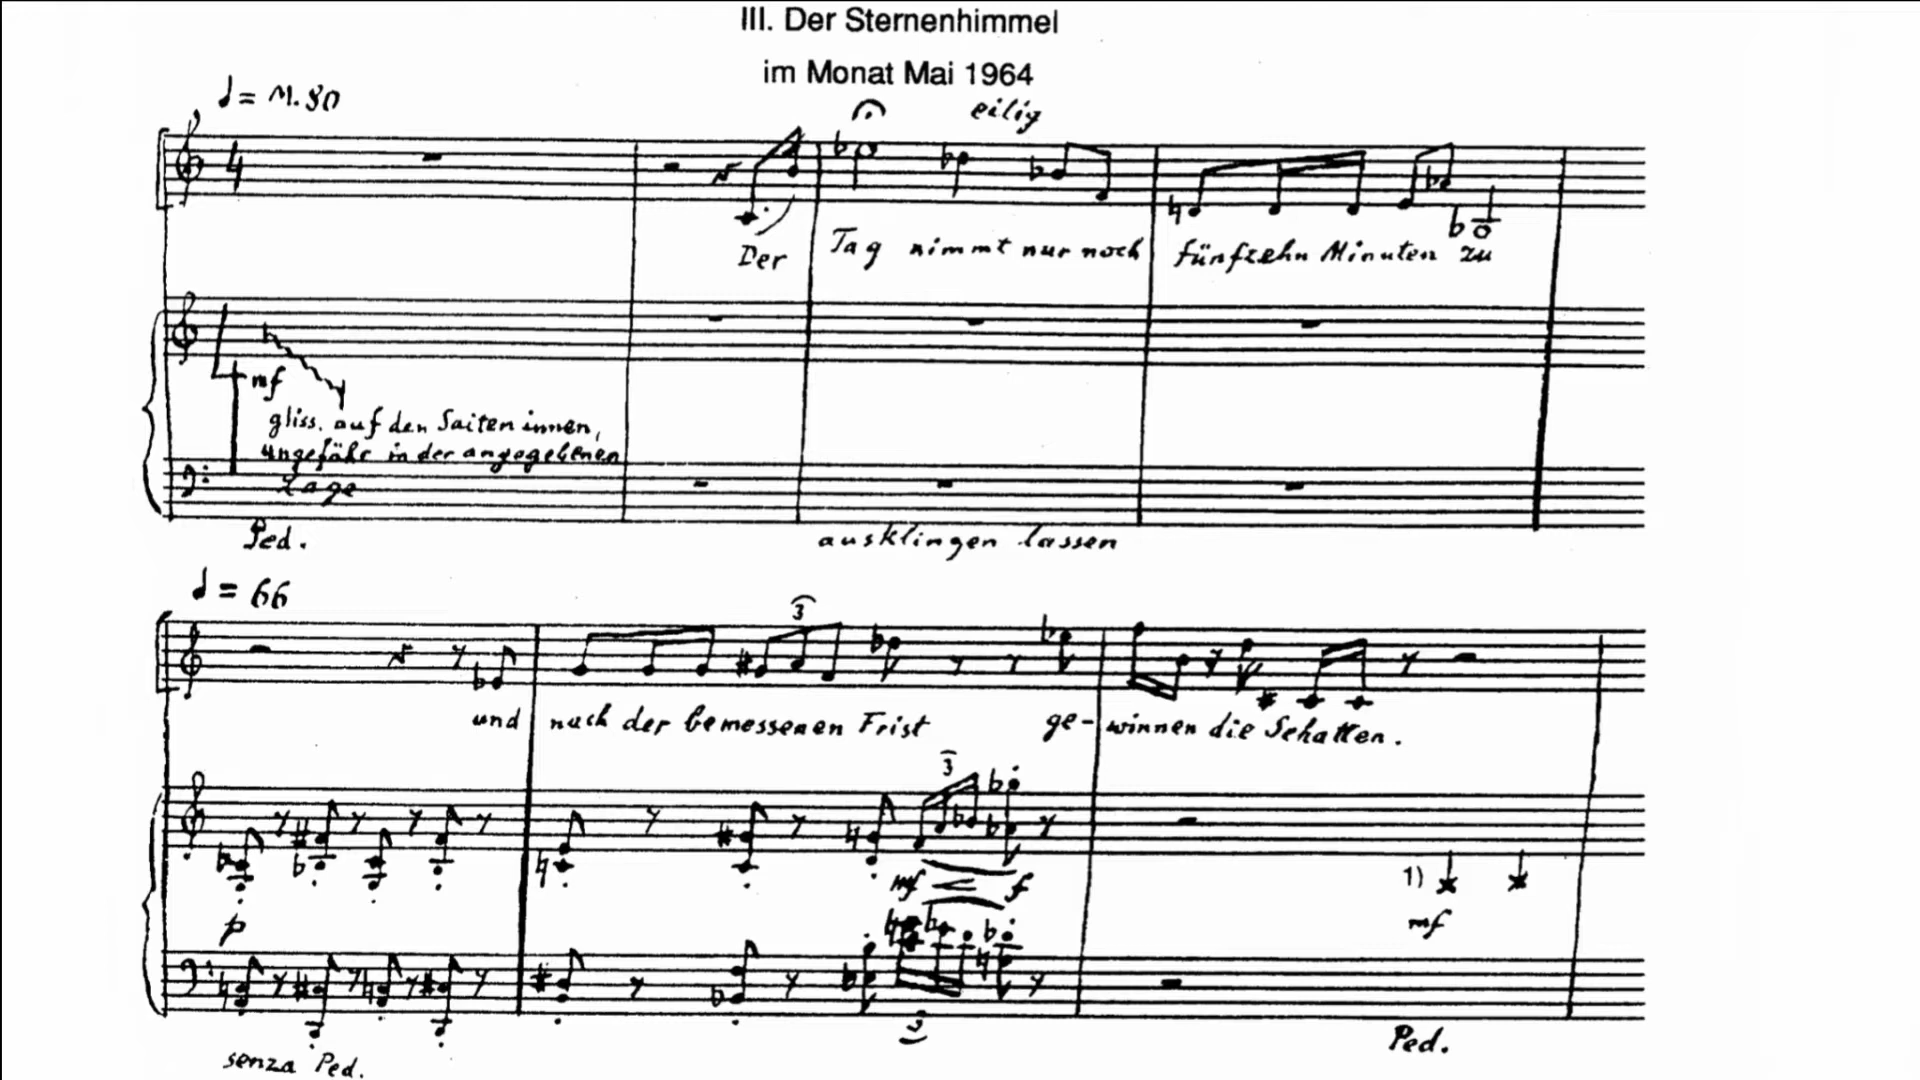 III. Der Sternenhimmel
im Monat Mai 1964
♩= M. 80
eilig
4
Der Tag nimmt nur noch fünfzehn Minuten zu
mf
gliss. auf den Saiten innen,
ungefähr in der angegebenen
Lage
Ped.
ausklingen lassen
♩= 66
3
und nach der bemessenen Frist ge-winnen die Schatten.
3
mf
f
1)
p
mf
3
Ped.
senza Ped.